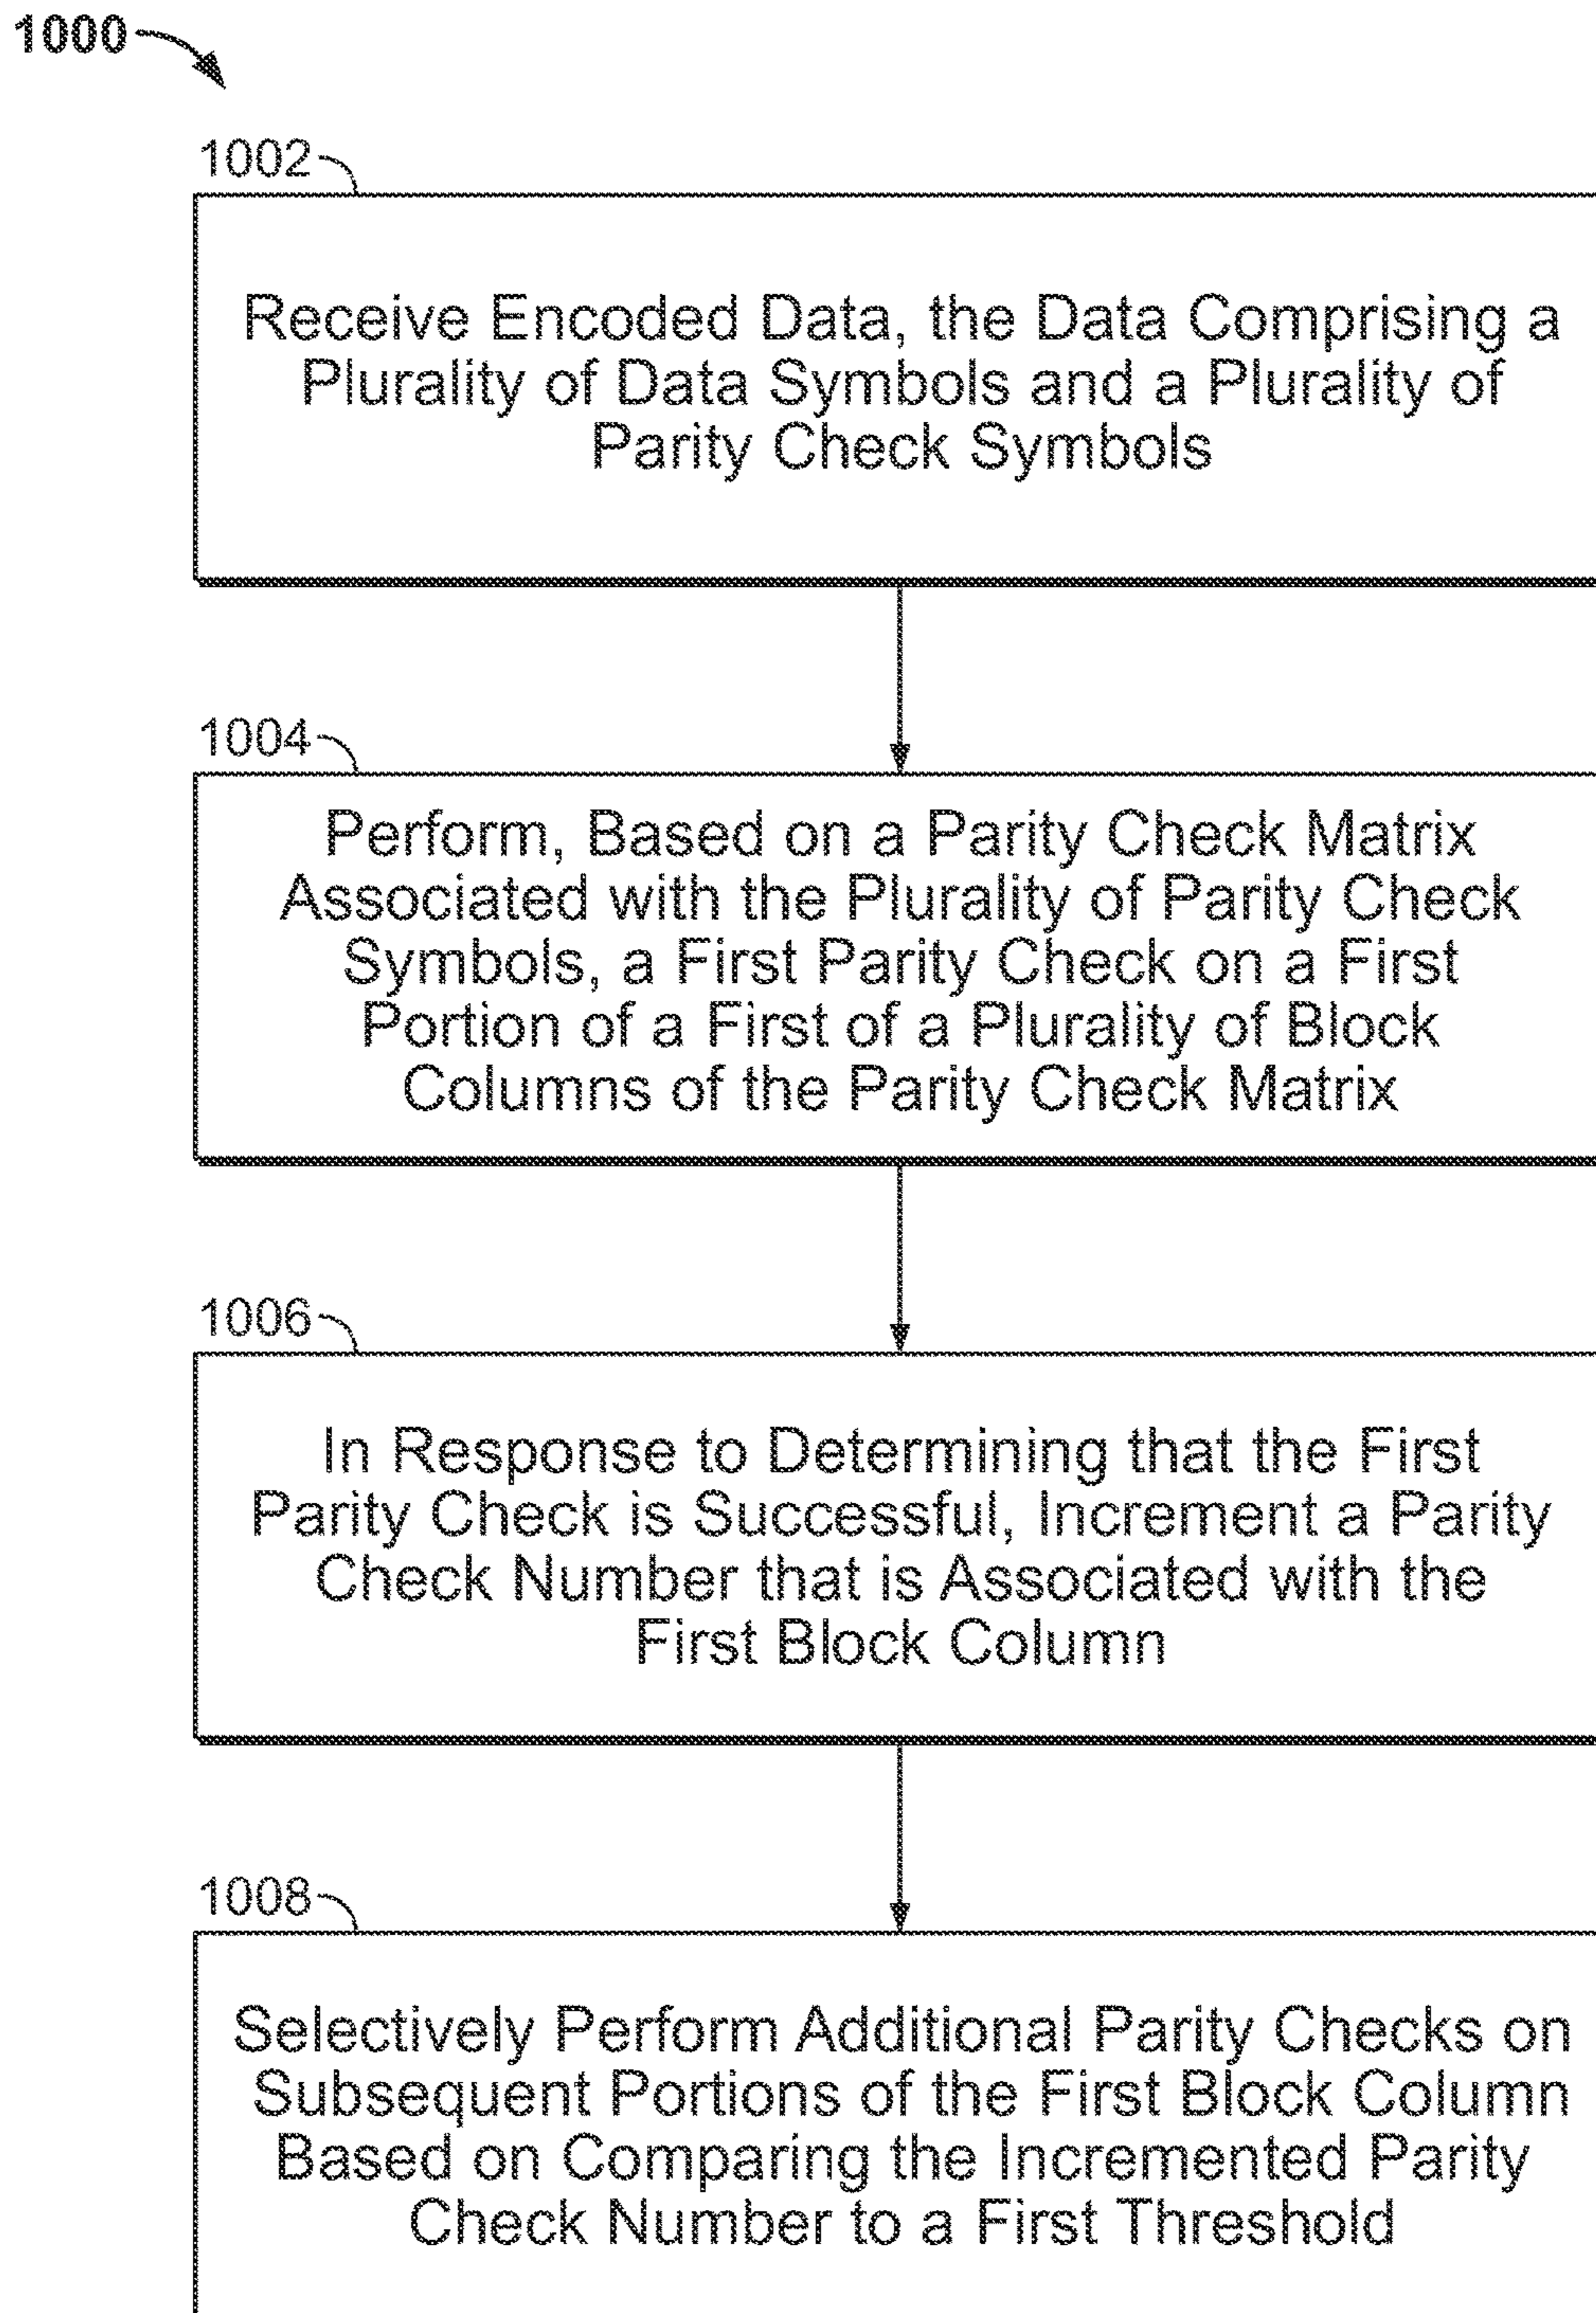 1000
1002
Receive Encoded Data, the Data Comprising a
Plurality of Data Symbols and a Plurality of
Parity Check Symbols
1004
Perform, Based on a Parity Check Matrix
Associated with the Plurality of Parity Check
Symbols, a First Parity Check on a First
Portion of a First of a Plurality of Block
Columns of the Parity Check Matrix
1006
In Response to Determining that the First
Parity Check is Successful, Increment a Parity
Check Number that is Associated with the
First Block Column
1008
Selectively Perform Additional Parity Checks on
Subsequent Portions of the First Block Column
Based on Comparing the Incremented Parity
Check Number to a First Threshold